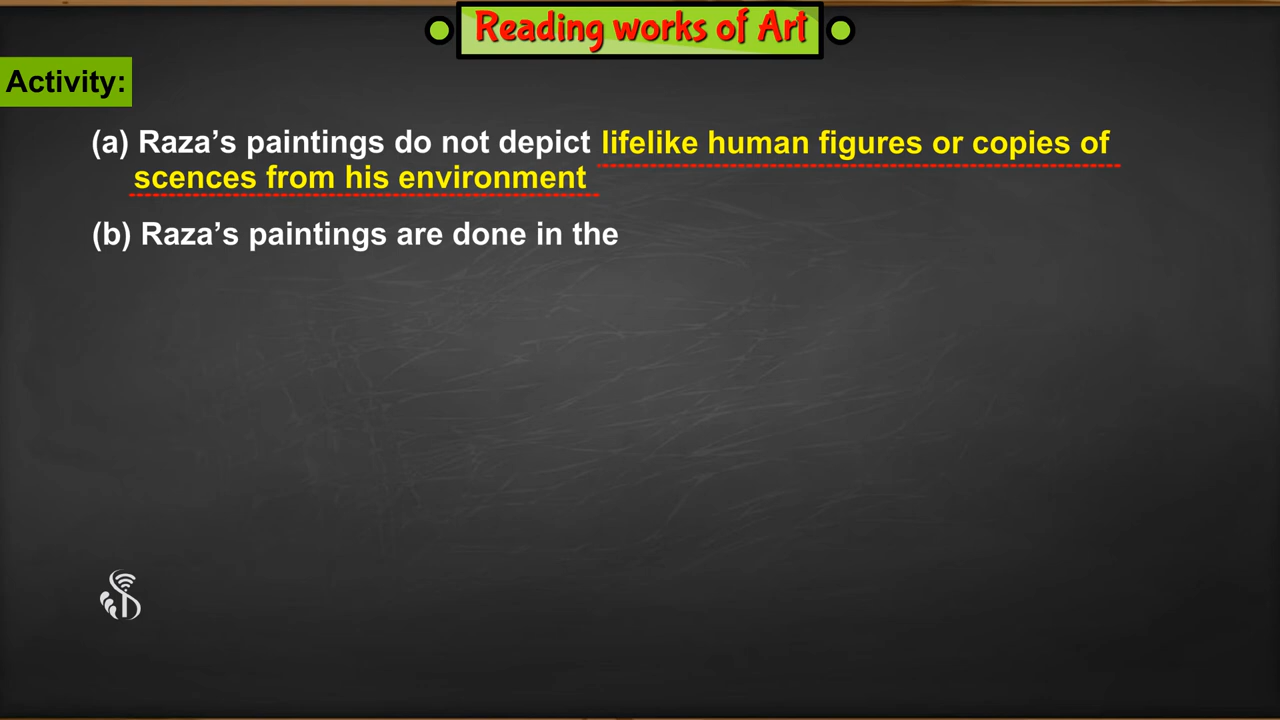 Reading works of Art
Activity:
(a) Raza’s paintings do not depict lifelike human figures or copies of
scences from his environment
(b) Raza’s paintings are done in the